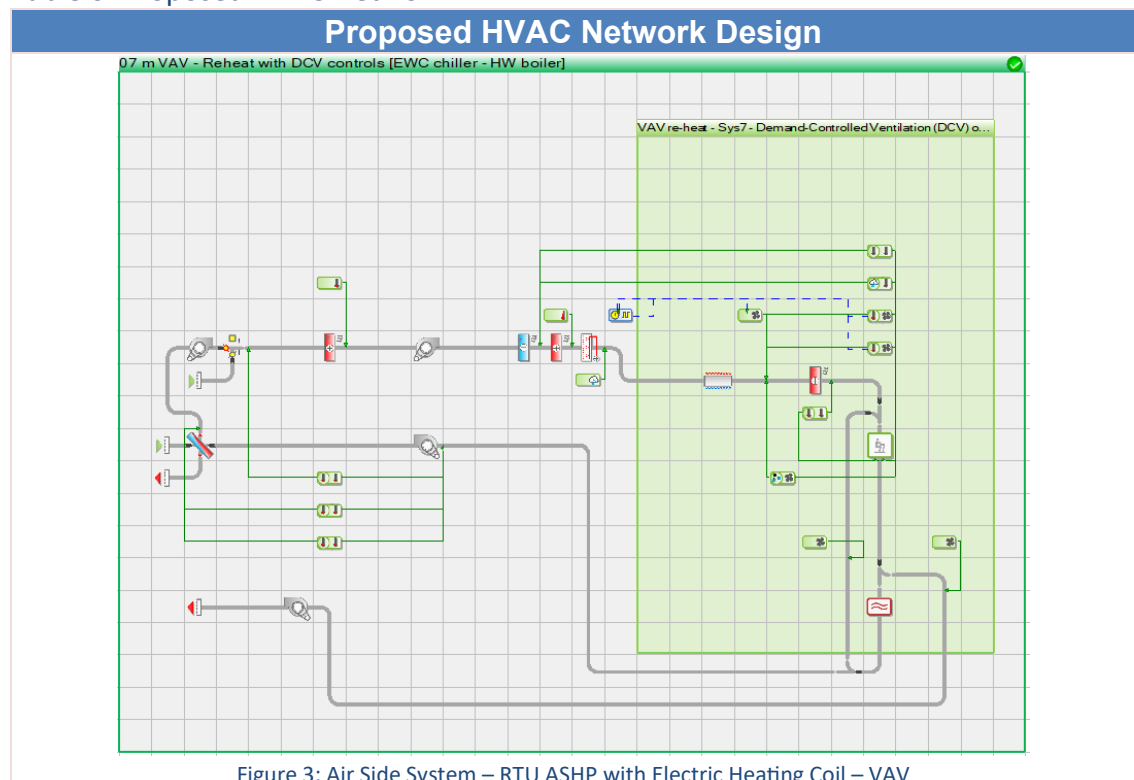 Proposed HVAC Network Design
07 m VAV - Reheat with DCV controls [EWC chiller - HW boiler]
VAV re-heat - Sys7 - Demand-Controlled Ventilation (DCV) o...
Figure 3: Air Side System – RTU ASHP with Electric Heating Coil – VAV